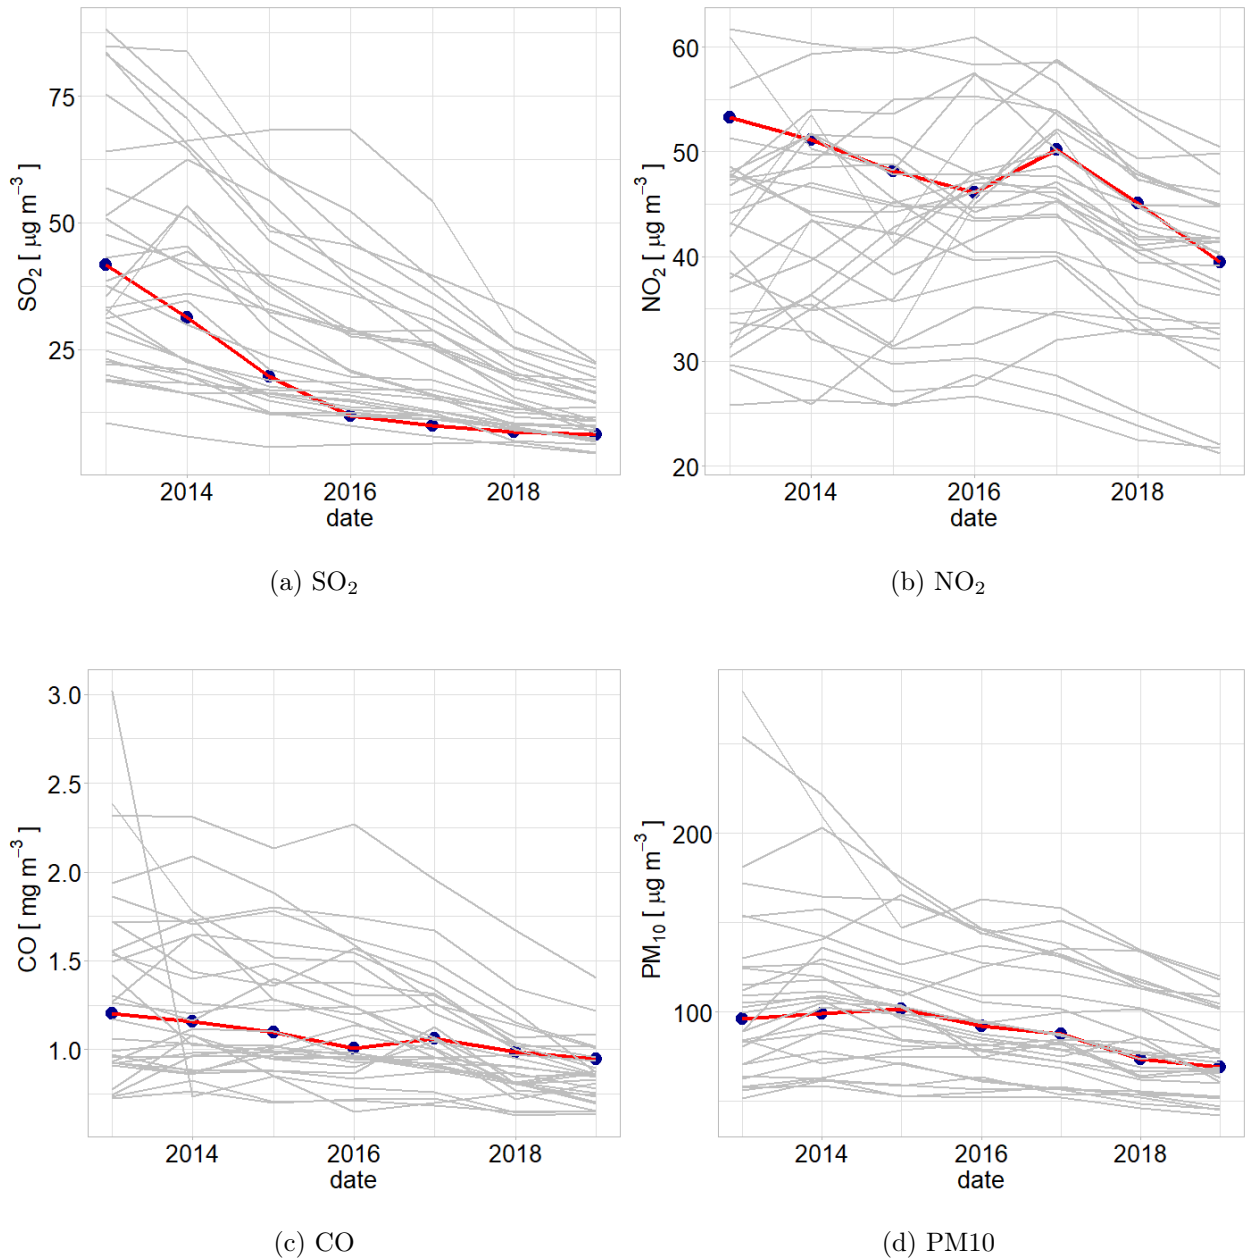 SO₂ [ µg m⁻³ ]
75
50
25
2014 2016 2018
date
(a) SO₂
NO₂ [ µg m⁻³ ]
60
50
40
30
20
2014 2016 2018
date
(b) NO₂
CO [ mg m⁻³ ]
3.0
2.5
2.0
1.5
1.0
2014 2016 2018
date
(c) CO
PM₁₀ [ µg m⁻³ ]
200
100
2014 2016 2018
date
(d) PM10